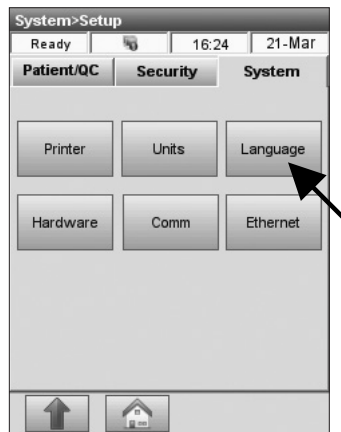 System>Setup
Ready 16:24 21-Mar
Patient/QC Security System
Printer Units Language
Hardware Comm Ethernet